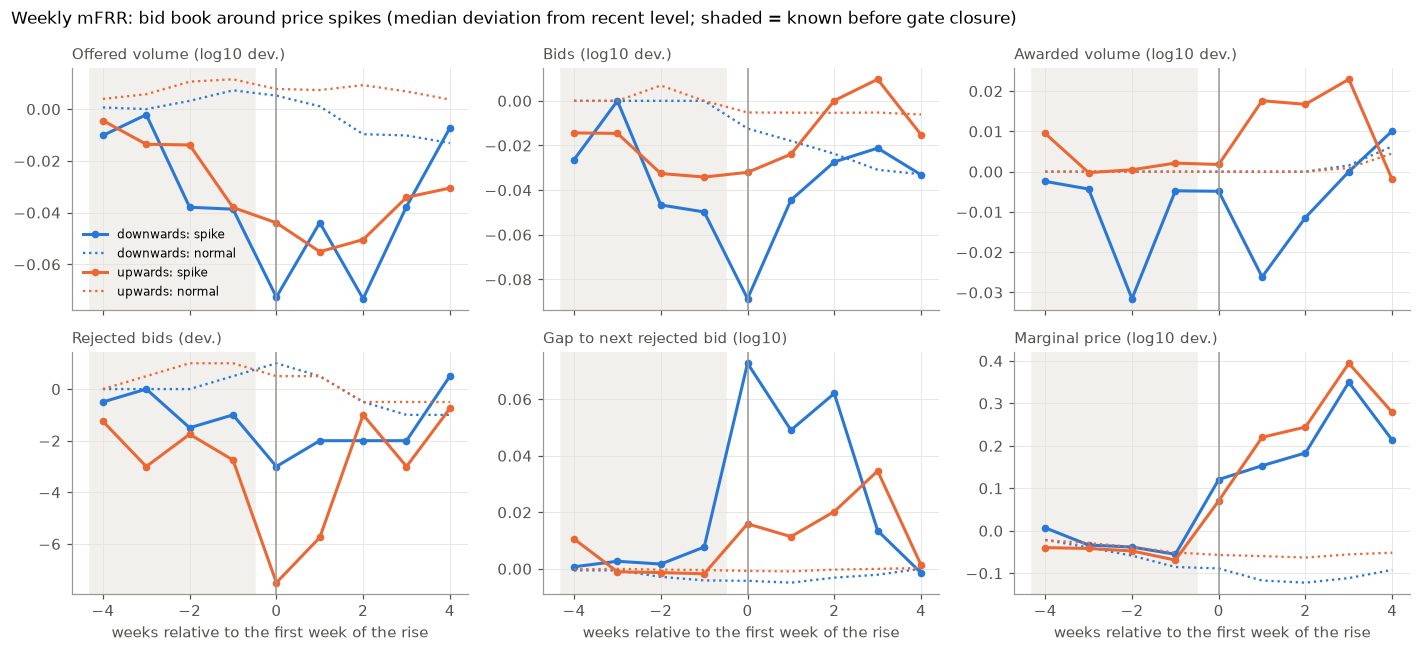 Weekly mFRR: bid book around price spikes (median deviation from recent level; shaded = known before gate closure)
Offered volume (log10 dev.)
0.00
−0.02
−0.04
−0.06
downwards: spike
downwards: normal
upwards: spike
upwards: normal
Bids (log10 dev.)
0.00
−0.02
−0.04
−0.06
−0.08
Awarded volume (log10 dev.)
0.02
0.01
0.00
−0.01
−0.02
−0.03
Rejected bids (dev.)
0
−2
−4
−6
−4 −2 0 2 4
weeks relative to the first week of the rise
Gap to next rejected bid (log10)
0.06
0.04
0.02
0.00
−4 −2 0 2 4
weeks relative to the first week of the rise
Marginal price (log10 dev.)
0.4
0.3
0.2
0.1
0.0
−0.1
−4 −2 0 2 4
weeks relative to the first week of the rise